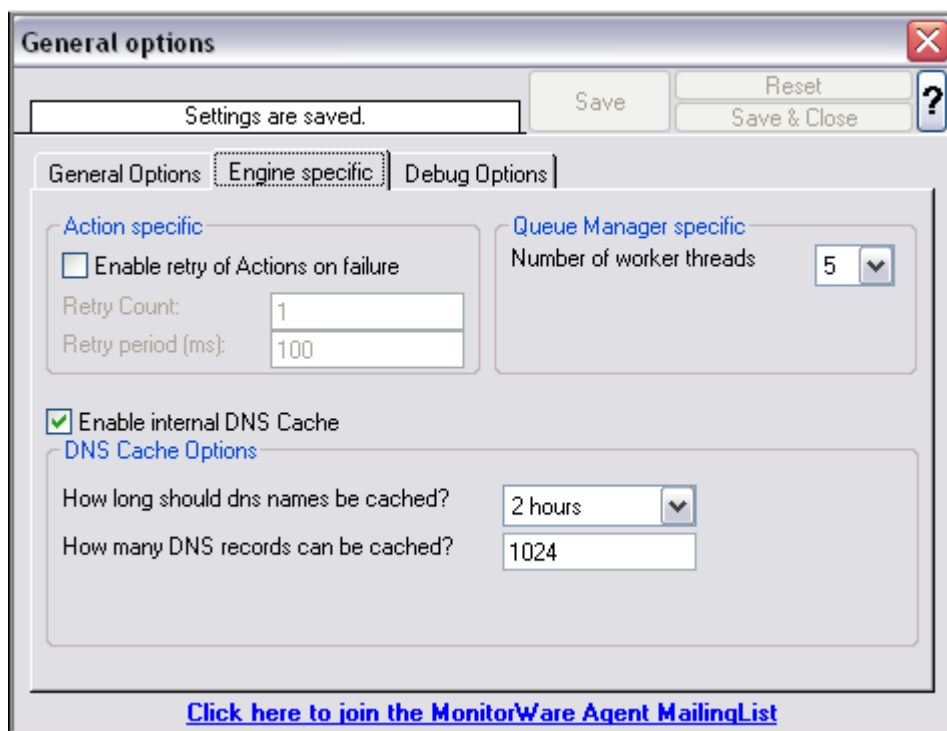 General options
Settings are saved.
Save
Reset
Save & Close
?
General Options
Engine specific
Debug Options
Action specific
Enable retry of Actions on failure
Retry Count:
1
Retry period (ms):
100
Queue Manager specific
Number of worker threads
5
Enable internal DNS Cache
DNS Cache Options
How long should dns names be cached?
2 hours
How many DNS records can be cached?
1024
Click here to join the MonitorWare Agent MailingList